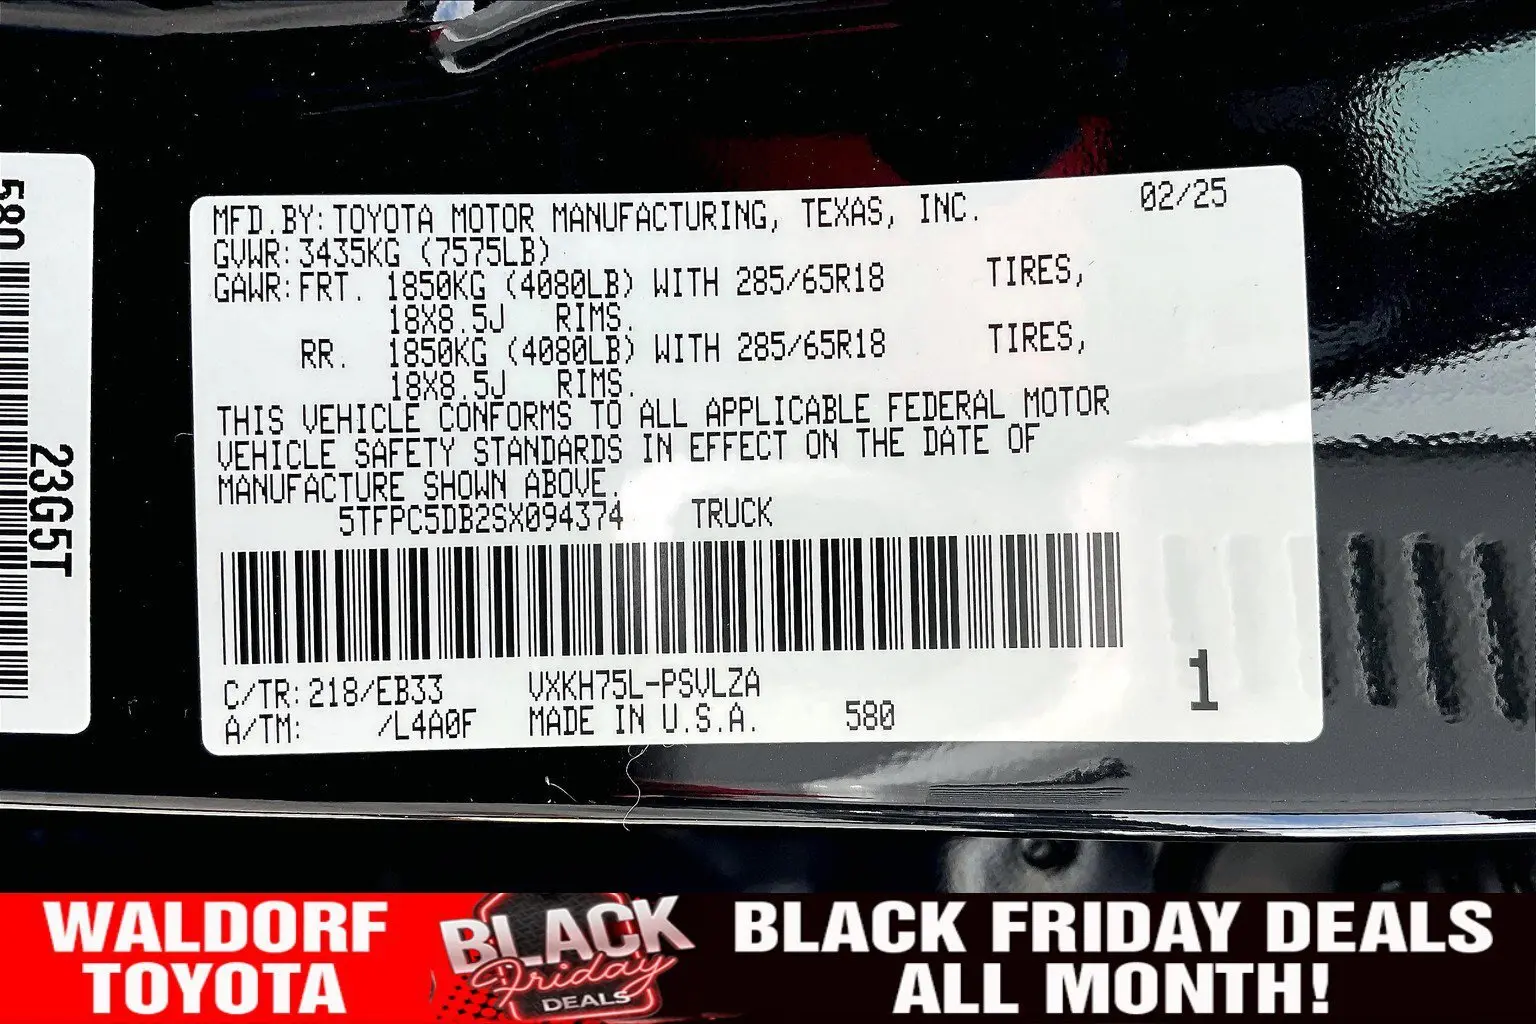 580
23G5T
MFD.BY: TOYOTA MOTOR MANUFACTURING, TEXAS, INC. 02/25
GVWR: 3435KG (7575LB)
GAWR: FRT. 1850KG (4080LB) WITH 285/65R18 TIRES,
18X8.5J RIMS.
RR. 1850KG (4080LB) WITH 285/65R18 TIRES,
18X8.5J RIMS.
THIS VEHICLE CONFORMS TO ALL APPLICABLE FEDERAL MOTOR
VEHICLE SAFETY STANDARDS IN EFFECT ON THE DATE OF
MANUFACTURE SHOWN ABOVE.
5TFPC5DB2SX094374 TRUCK
C/TR: 218/EB33 VXKH75L-PSVLZA
A/TM: /L4A0F MADE IN U.S.A. 580
1
WALDORF
TOYOTA
BLACK
Friday
DEALS
BLACK FRIDAY DEALS
ALL MONTH!